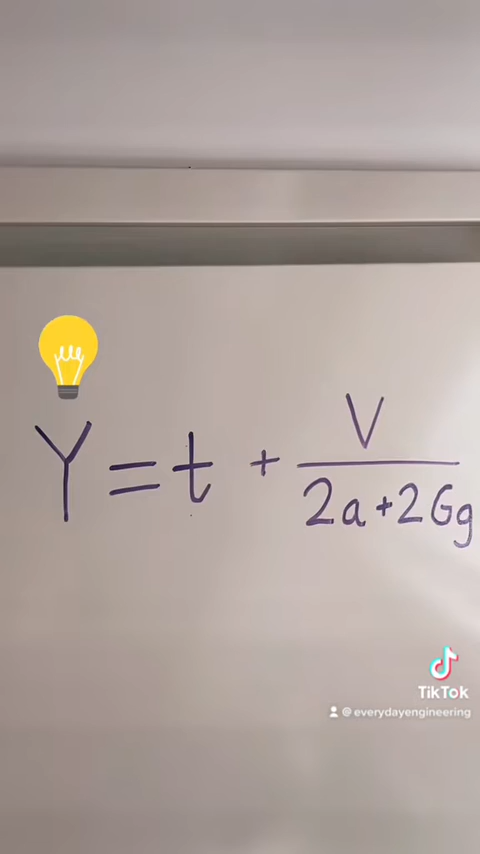 Y = t + V
2a + 2Gg
TikTok
@everydayengineering